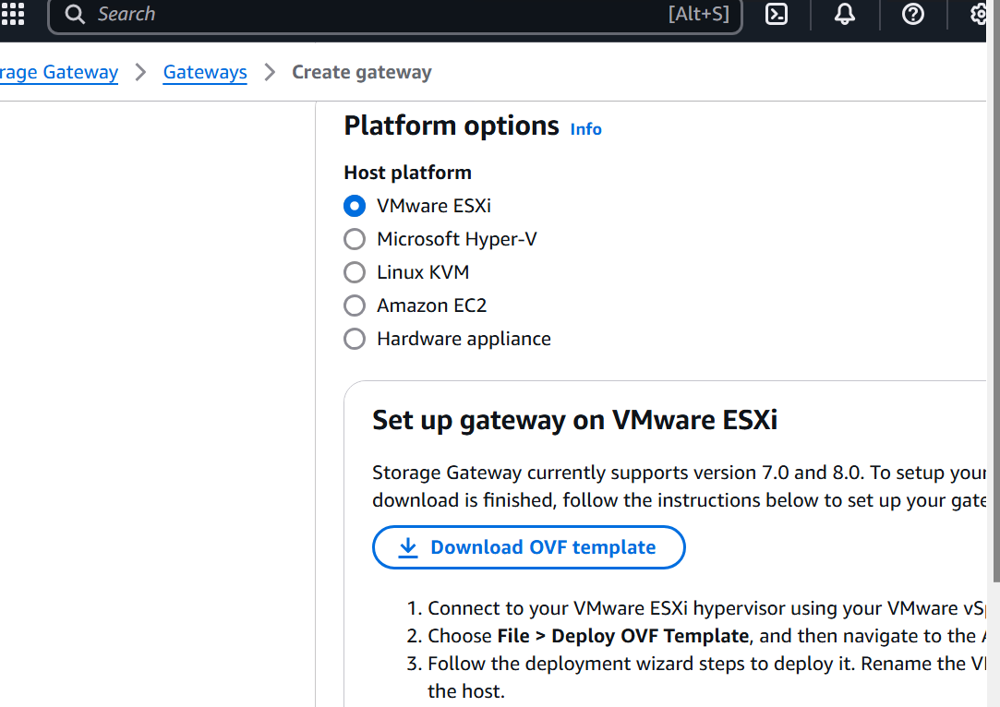 Search [Alt+S]
rage Gateway > Gateways > Create gateway
Platform options Info
Host platform
VMware ESXi
Microsoft Hyper-V
Linux KVM
Amazon EC2
Hardware appliance
Set up gateway on VMware ESXi
Storage Gateway currently supports version 7.0 and 8.0. To setup your
download is finished, follow the instructions below to set up your gate
Download OVF template
1. Connect to your VMware ESXi hypervisor using your VMware vSp
2. Choose File > Deploy OVF Template, and then navigate to the
3. Follow the deployment wizard steps to deploy it. Rename the VM
the host.